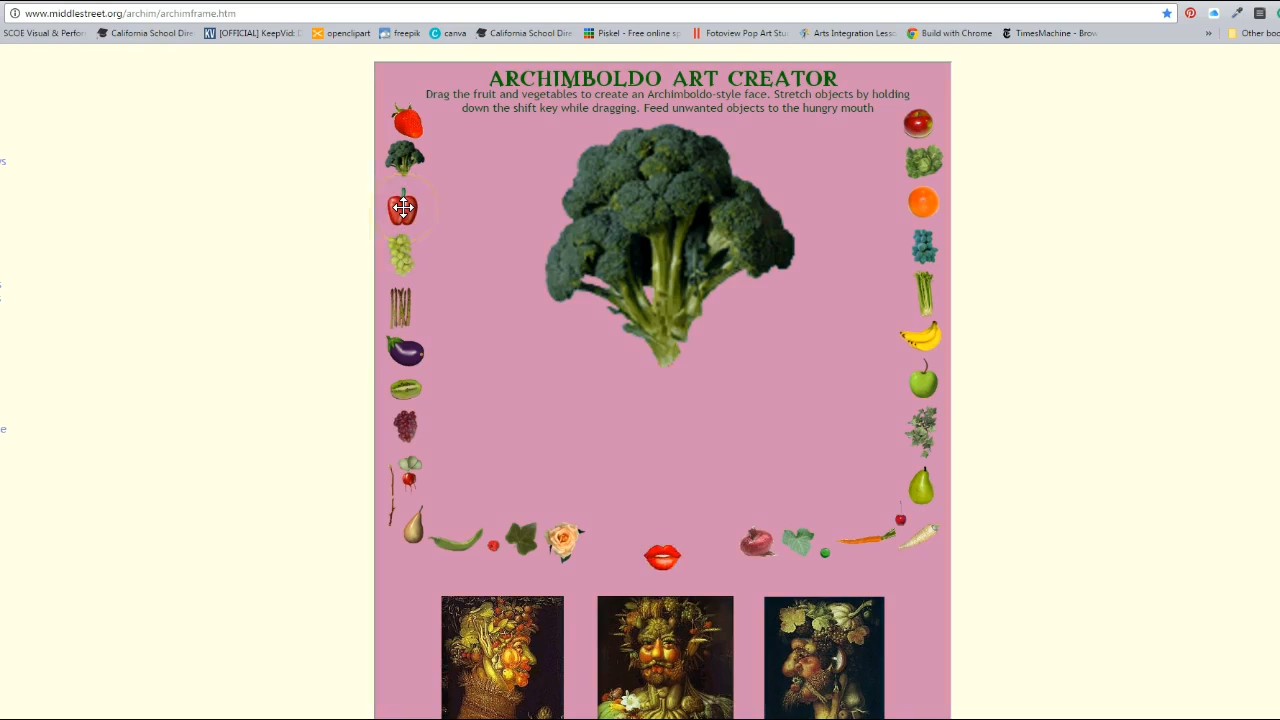 www.middlestreet.org/archim/archimframe.htm
SCOE Visual & Perfor
California School Dire
KV [OFFICIAL] KeepVid: D
openclipart
freepik
canva
California School Dire
Piskel - Free online sp
Fotoview Pop Art Stu
Arts Integration Lesso
Build with Chrome
TimesMachine - Brow
»
Other boo
ARCHIMBOLDO ART CREATOR
Drag the fruit and vegetables to create an Archimboldo-style face. Stretch objects by holding
down the shift key while dragging. Feed unwanted objects to the hungry mouth